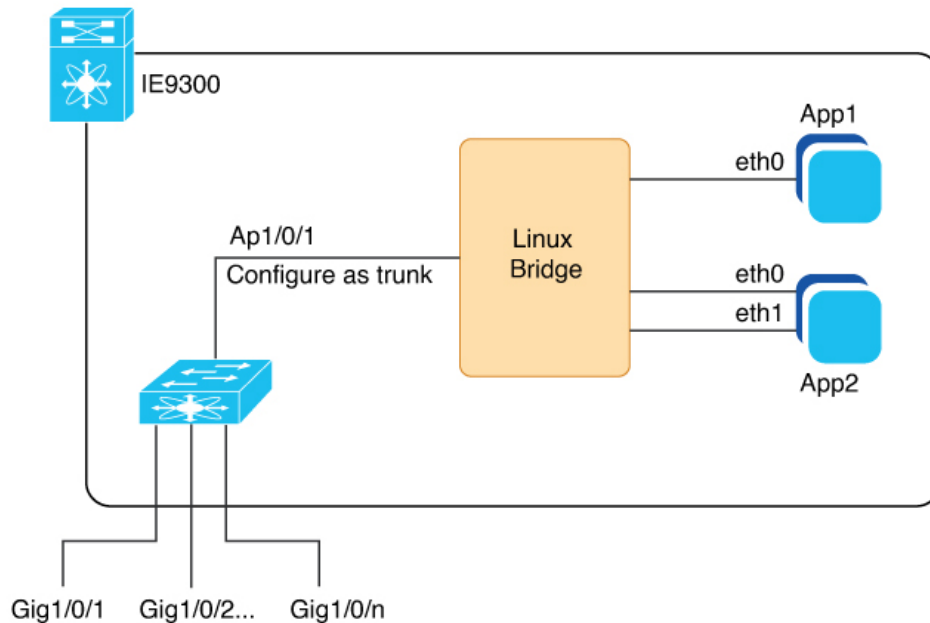 IE9300
App1
eth0
Ap1/0/1
Configure as trunk
Linux
Bridge
eth0
eth1
App2
Gig1/0/1
Gig1/0/2...
Gig1/0/n